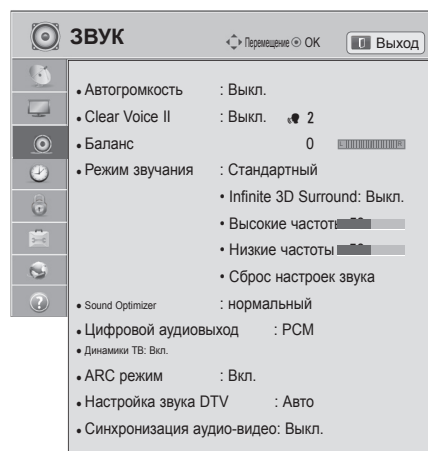 ЗВУК Перемещение OK Выход
• Автогромкость : Выкл.
• Clear Voice II : Выкл. 2
• Баланс 0 L R
• Режим звучания : Стандартный
• Infinite 3D Surround: Выкл.
• Высокие частоты
• Низкие частоты
• Сброс настроек звука
• Sound Optimizer : нормальный
• Цифровой аудиовыход : PCM
• Динамики ТВ: Вкл.
• ARC режим : Вкл.
• Настройка звука DTV : Авто
• Синхронизация аудио-видео: Выкл.